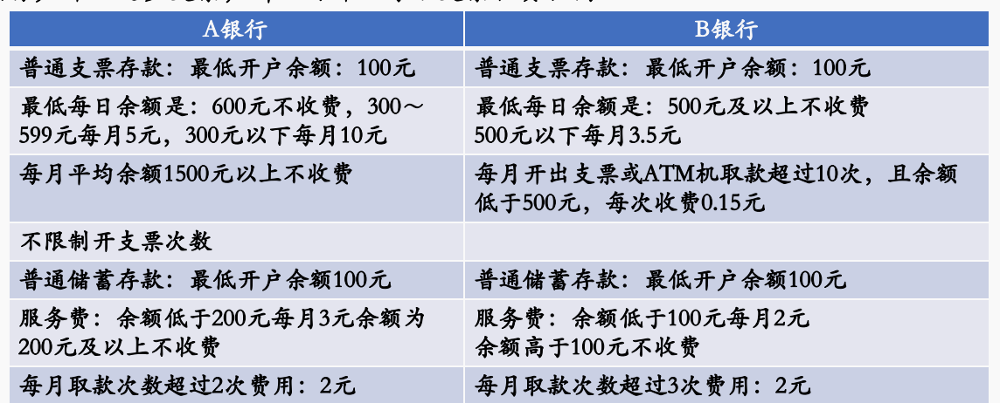 A银行
B银行
普通支票存款：最低开户余额：100元
普通支票存款：最低开户余额：100元
最低每日余额是：600元不收费，300～
599元每月5元，300元以下每月10元
最低每日余额是：500元及以上不收费
500元以下每月3.5元
每月平均余额1500元以上不收费
每月开出支票或ATM机取款超过10次，且余额
低于500元，每次收费0.15元
不限制开支票次数
普通储蓄存款：最低开户余额100元
普通储蓄存款：最低开户余额100元
服务费：余额低于200元每月3元余额为
200元及以上不收费
服务费：余额低于100元每月2元
余额高于100元不收费
每月取款次数超过2次费用：2元
每月取款次数超过3次费用：2元